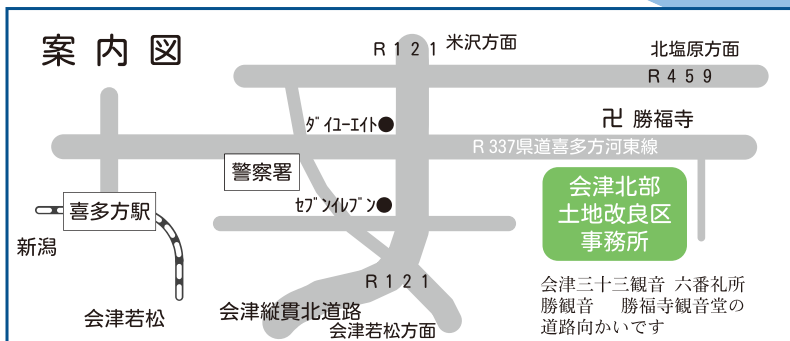 案内図
R121
米沢方面
北塩原方面
R459
ﾀﾞｲﾕｰｴｲﾄ
卍 勝福寺
R337県道喜多方河東線
警察署
会津北部
土地改良区
事務所
ｾﾌﾞﾝｲﾚﾌﾞﾝ
喜多方駅
新潟
会津若松
R121
会津縦貫北道路
会津若松方面
会津三十三観音 六番札所
勝観音 勝福寺観音堂の
道路向かいです